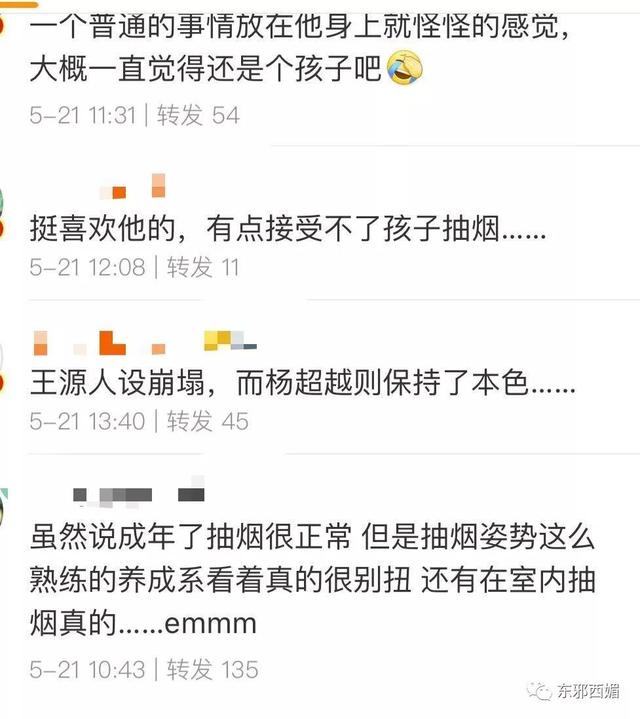 一个普通的事情放在他身上就怪怪的感觉，
大概一直觉得还是个孩子吧
5-21 11:31 | 转发 54
挺喜欢他的，有点接受不了孩子抽烟……
5-21 12:08 | 转发 11
王源人设崩塌，而杨超越则保持了本色……
5-21 13:40 | 转发 45
虽然说成年了抽烟很正常 但是抽烟姿势这么
熟练的养成系看着真的很别扭 还有在室内抽
烟真的……emmm
5-21 10:43 | 转发 135
东邪西媚